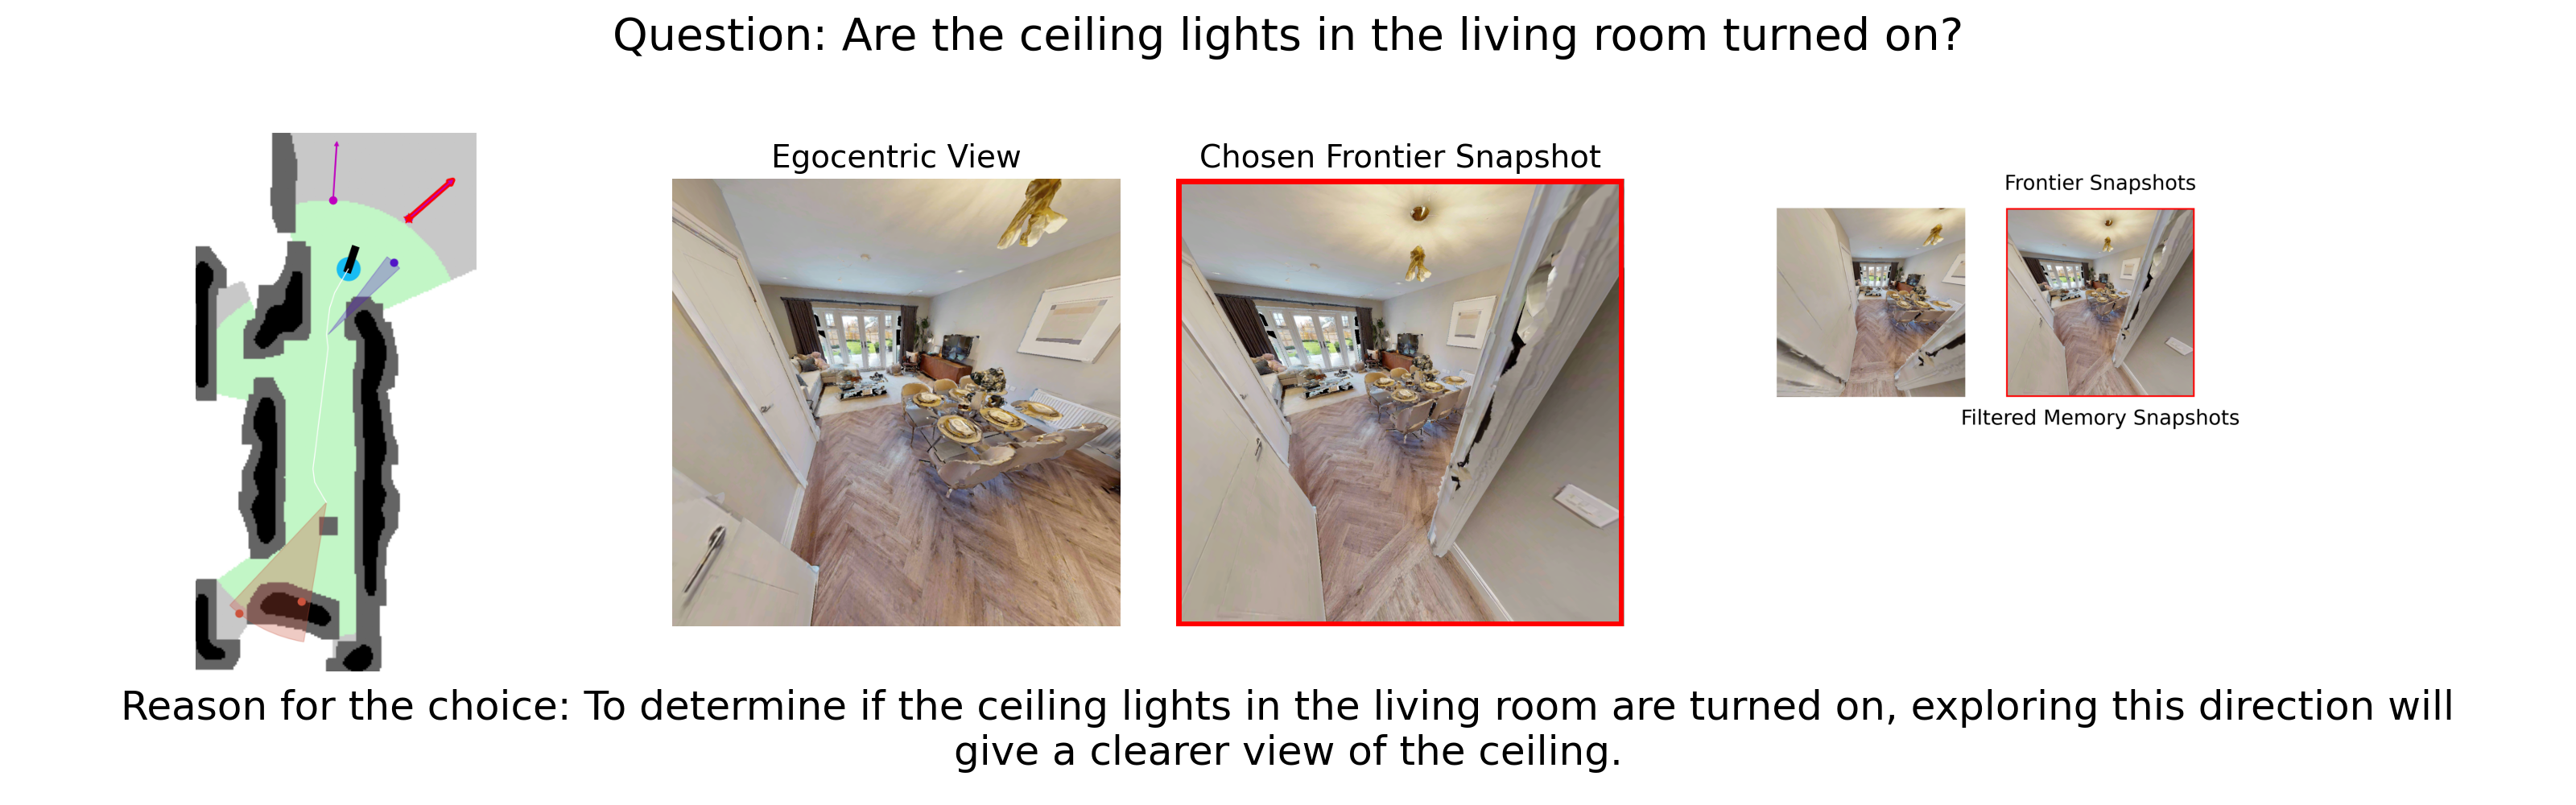 Question: Are the ceiling lights in the living room turned on?
Egocentric View
Chosen Frontier Snapshot
Frontier Snapshots
Filtered Memory Snapshots
Reason for the choice: To determine if the ceiling lights in the living room are turned on, exploring this direction will
give a clearer view of the ceiling.